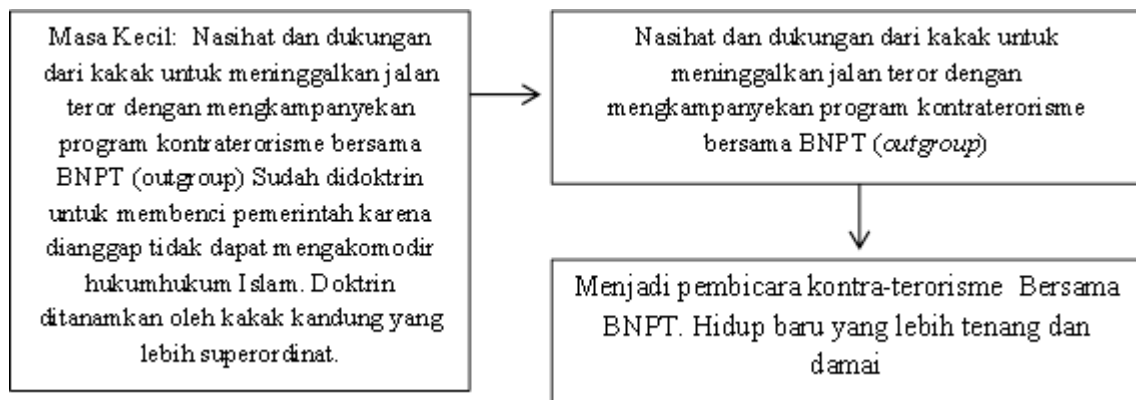 Masa Kecil: Nasihat dan dukungan
dari kakak untuk meninggalkan jalan
teror dengan mengkampanyekan
program kontraterorisme bersama
BNPT (outgroup) Sudah didoktrin
untuk membenci pemerintah karena
dianggap tidak dapat mengakomodir
hukumhukum Islam. Doktrin
ditanamkan oleh kakak kandung yang
lebih superordinat.
Nasihat dan dukungan dari kakak untuk
meninggalkan jalan teror dengan
mengkampanyekan program kontraterorisme
bersama BNPT (outgroup)
Menjadi pembicara kontra-terorisme Bersama
BNPT. Hidup baru yang lebih tenang dan
damai